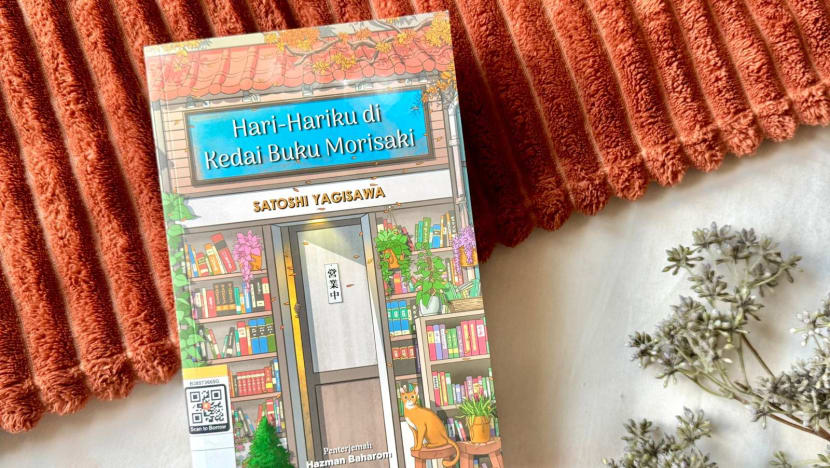 Hari-Hariku di
Kedai Buku Morisaki
SATOSHI YAGISAWA
営業中
Scan to Borrow
Penterjemah
Hazman Baharom